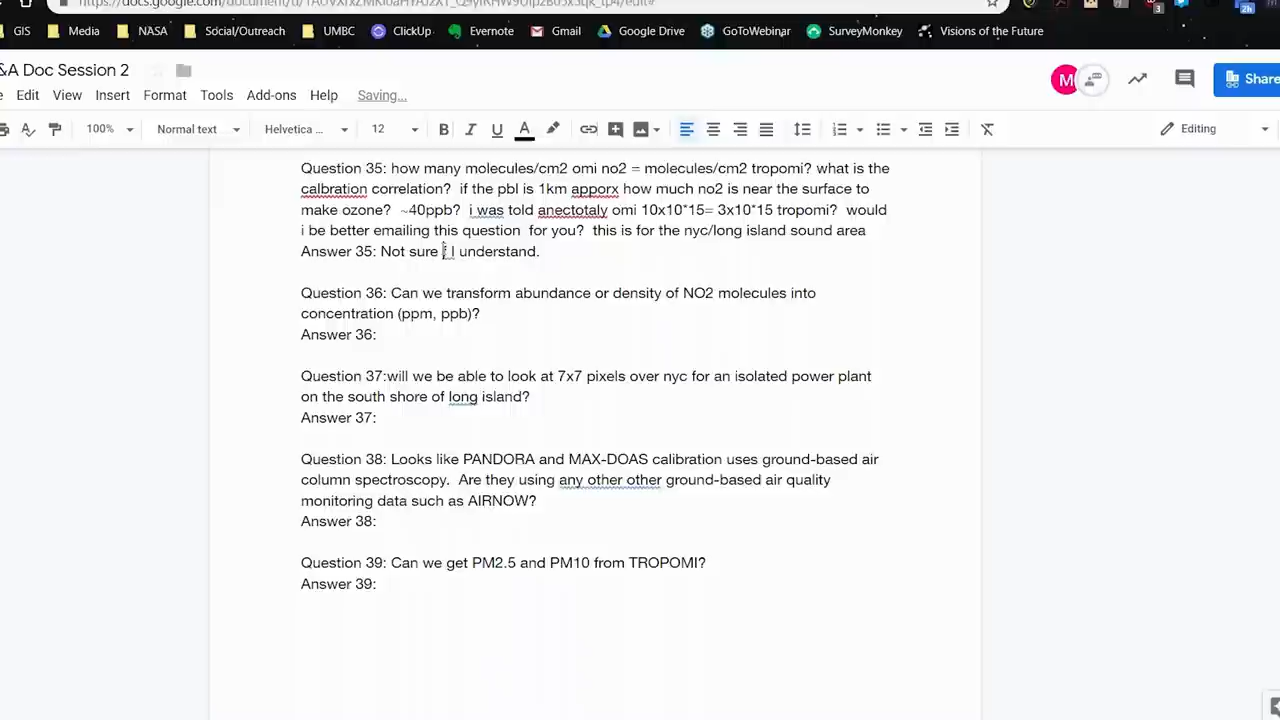 GIS Media NASA Social/Outreach UMBC ClickUp Evernote Gmail Google Drive GoToWebinar SurveyMonkey Visions of the Future
&A Doc Session 2
M
Share
e Edit View Insert Format Tools Add-ons Help Saving...
100% Normal text Helvetica ... 12 B I U A Editing
Question 35: how many molecules/cm2 omi no2 = molecules/cm2 tropomi? what is the
calbration correlation? if the pbl is 1km apporx how much no2 is near the surface to
make ozone? ~40ppb? i was told anectotaly omi 10x10*15= 3x10*15 tropomi? would
i be better emailing this question for you? this is for the nyc/long island sound area
Answer 35: Not sure if I understand.
Question 36: Can we transform abundance or density of NO2 molecules into
concentration (ppm, ppb)?
Answer 36:
Question 37:will we be able to look at 7x7 pixels over nyc for an isolated power plant
on the south shore of long island?
Answer 37:
Question 38: Looks like PANDORA and MAX-DOAS calibration uses ground-based air
column spectroscopy. Are they using any other other ground-based air quality
monitoring data such as AIRNOW?
Answer 38:
Question 39: Can we get PM2.5 and PM10 from TROPOMI?
Answer 39: